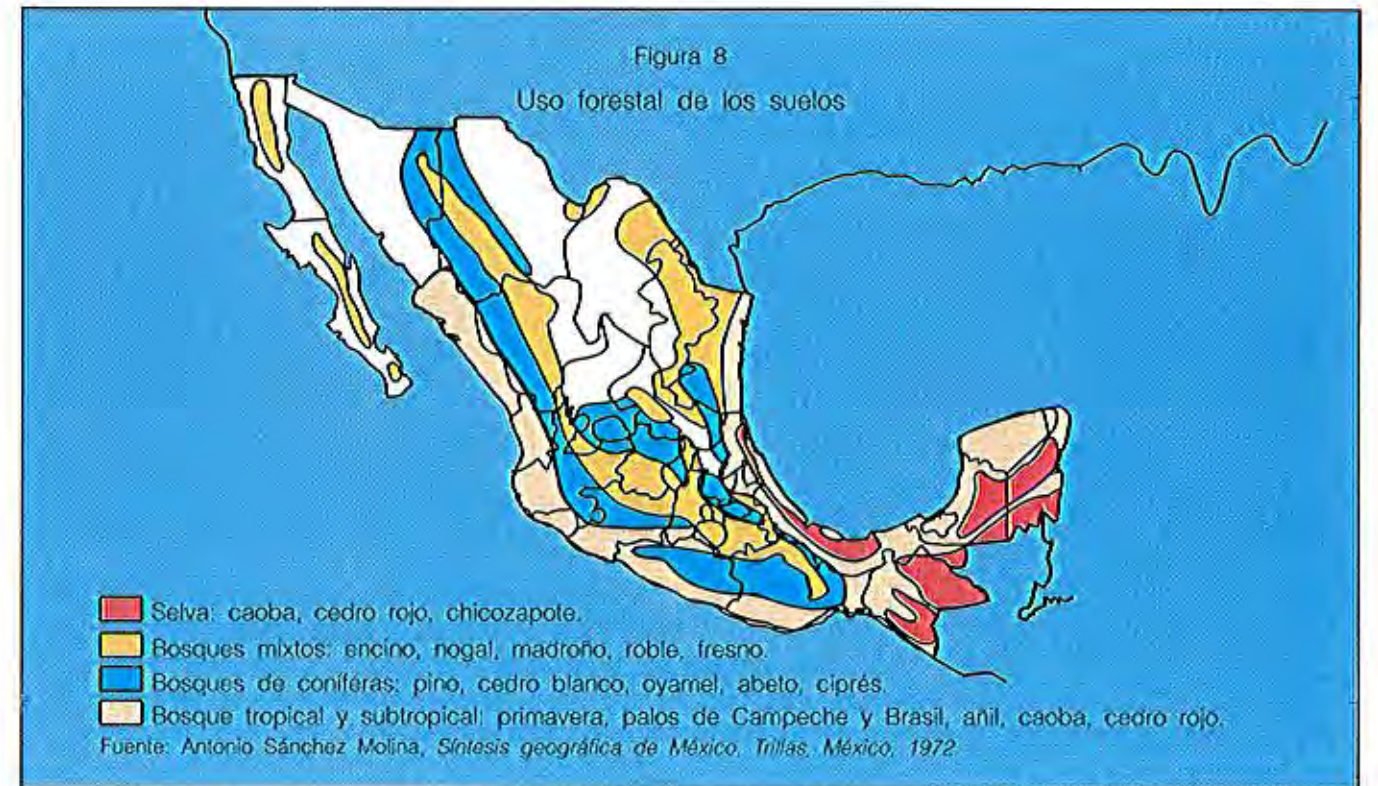 Figura 8
Uso forestal de los suelos
Selva: caoba, cedro rojo, chicozapote.
Bosques mixtos: encino, nogal, madroño, roble, fresno.
Bosques de coníferas: pino, cedro blanco, oyamel, abeto, ciprés.
Bosque tropical y subtropical: primavera, palos de Campeche y Brasil, añil, caoba, cedro rojo.
Fuente: Antonio Sánchez Molina, Síntesis geográfica de México, Trillas, México, 1972